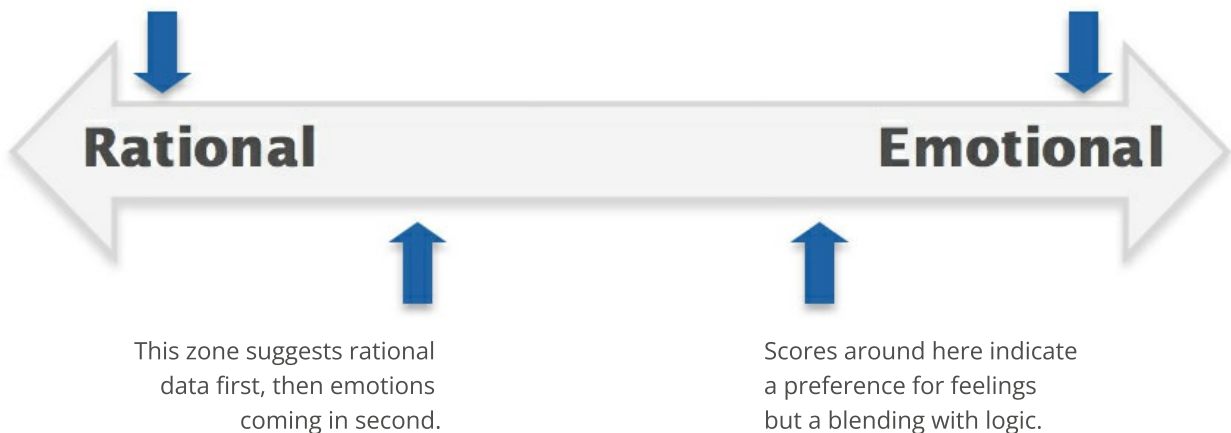 Rational
Emotional
This zone suggests rational
data first, then emotions
coming in second.
Scores around here indicate
a preference for feelings
but a blending with logic.